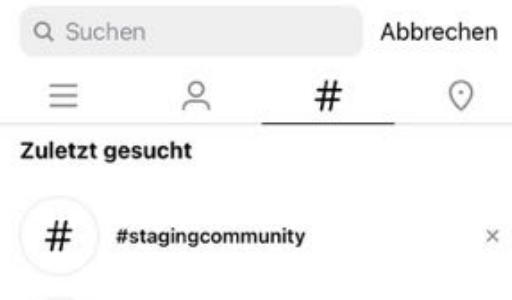 Suchen Abbrechen
#
Zuletzt gesucht
# #stagingcommunity ×